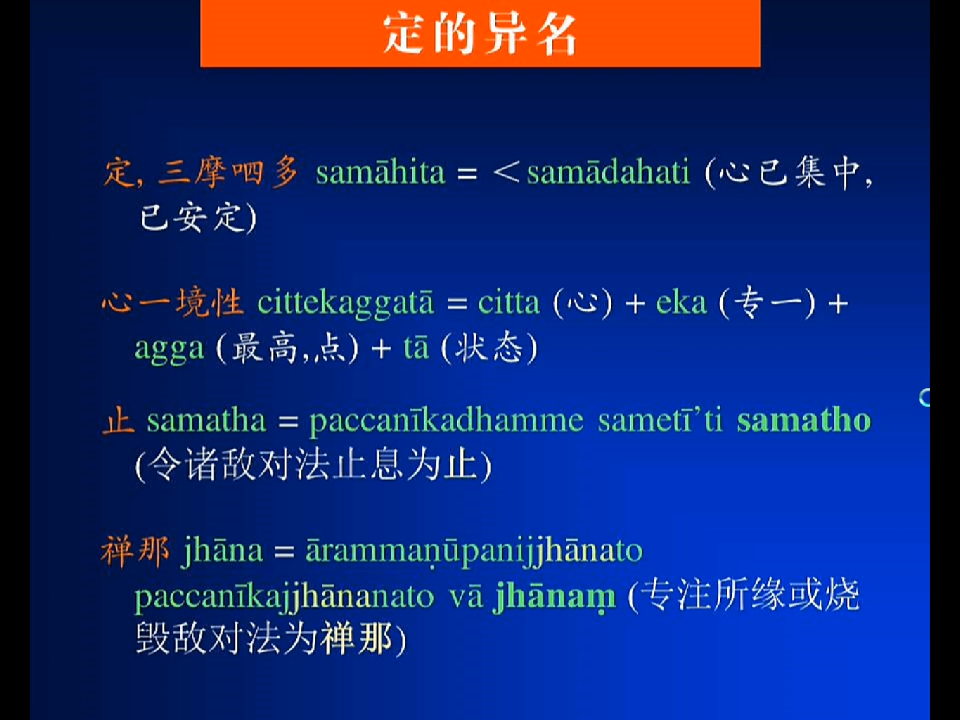 定的异名
定, 三摩呬多 samāhita = ＜samādahati (心已集中,
已安定)
心一境性 cittekaggatā = citta (心) + eka (专一) +
agga (最高,点) + tā (状态)
止 samatha = paccanīkadhamme sametī’ti samatho
(令诸敌对法止息为止)
禅那 jhāna = ārammaṇūpanijjhānato
paccanīkajjhānanato vā jhānaṃ (专注所缘或烧
毁敌对法为禅那)